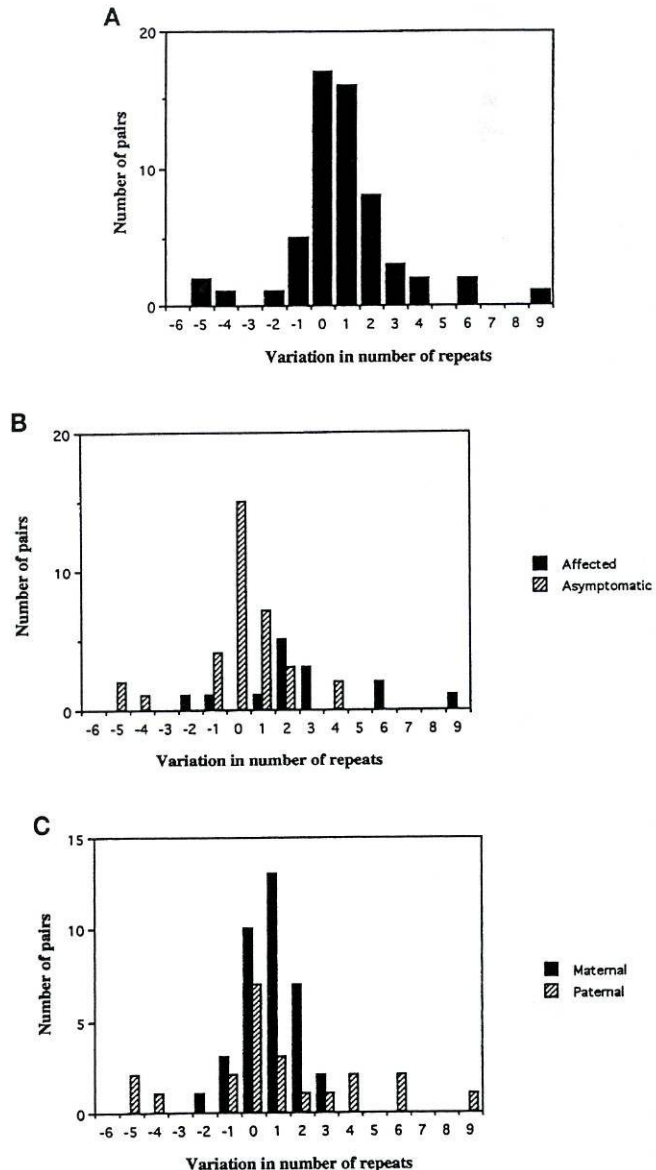 A
20
10
0
Number of pairs
-6 -5 -4 -3 -2 -1 0 1 2 3 4 5 6 7 8 9
Variation in number of repeats
B
20
10
0
Number of pairs
Affected
Asymptomatic
-6 -5 -4 -3 -2 -1 0 1 2 3 4 5 6 7 8 9
Variation in number of repeats
C
15
10
5
0
Number of pairs
Maternal
Paternal
-6 -5 -4 -3 -2 -1 0 1 2 3 4 5 6 7 8 9
Variation in number of repeats